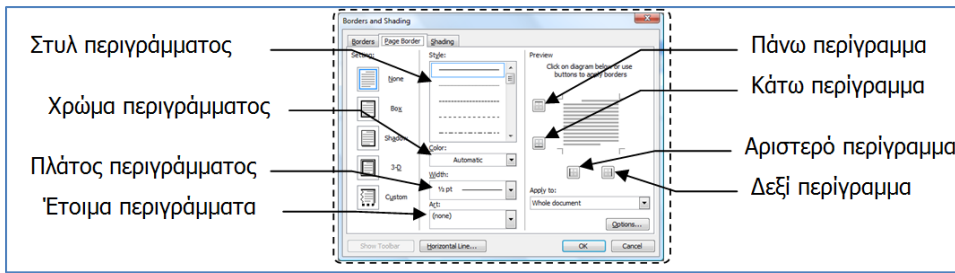 Στυλ περιγράμματος
Χρώμα περιγράμματος
Πλάτος περιγράμματος
Έτοιμα περιγράμματα
Borders and Shading
Borders Page Border Shading
Setting:
None
Box
Shadow
3-D
Custom
Style:
Color:
Automatic
Width:
½ pt
Art:
(none)
Preview
Click on diagram below or use
buttons to apply borders
Apply to:
Whole document
Options...
Show Toolbar Horizontal Line... OK Cancel
Πάνω περίγραμμα
Κάτω περίγραμμα
Αριστερό περίγραμμα
Δεξί περίγραμμα